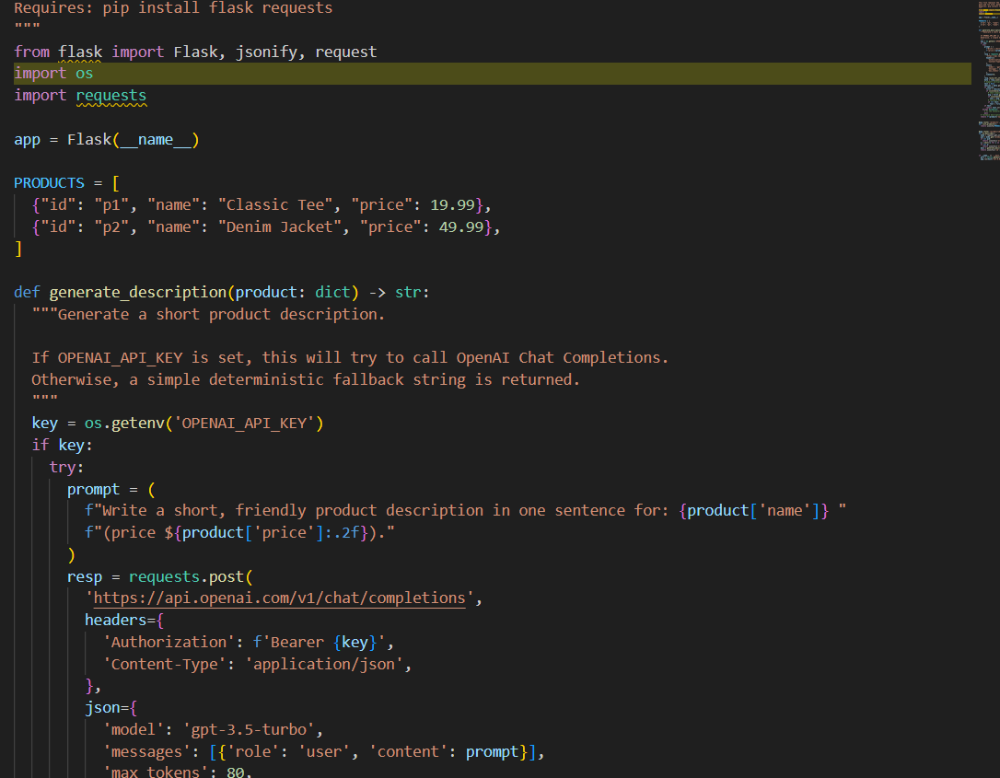 Requires: pip install flask requests
"""
from flask import Flask, jsonify, request
import os
import requests

app = Flask(__name__)

PRODUCTS = [
  {"id": "p1", "name": "Classic Tee", "price": 19.99},
  {"id": "p2", "name": "Denim Jacket", "price": 49.99},
]

def generate_description(product: dict) -> str:
  """Generate a short product description.

  If OPENAI_API_KEY is set, this will try to call OpenAI Chat Completions.
  Otherwise, a simple deterministic fallback string is returned.
  """
  key = os.getenv('OPENAI_API_KEY')
  if key:
    try:
      prompt = (
        f"Write a short, friendly product description in one sentence for: {product['name']} "
        f"(price ${product['price']:.2f})."
      )
      resp = requests.post(
        'https://api.openai.com/v1/chat/completions',
        headers={
          'Authorization': f'Bearer {key}',
          'Content-Type': 'application/json',
        },
        json={
          'model': 'gpt-3.5-turbo',
          'messages': [{'role': 'user', 'content': prompt}],
          'max_tokens': 80,